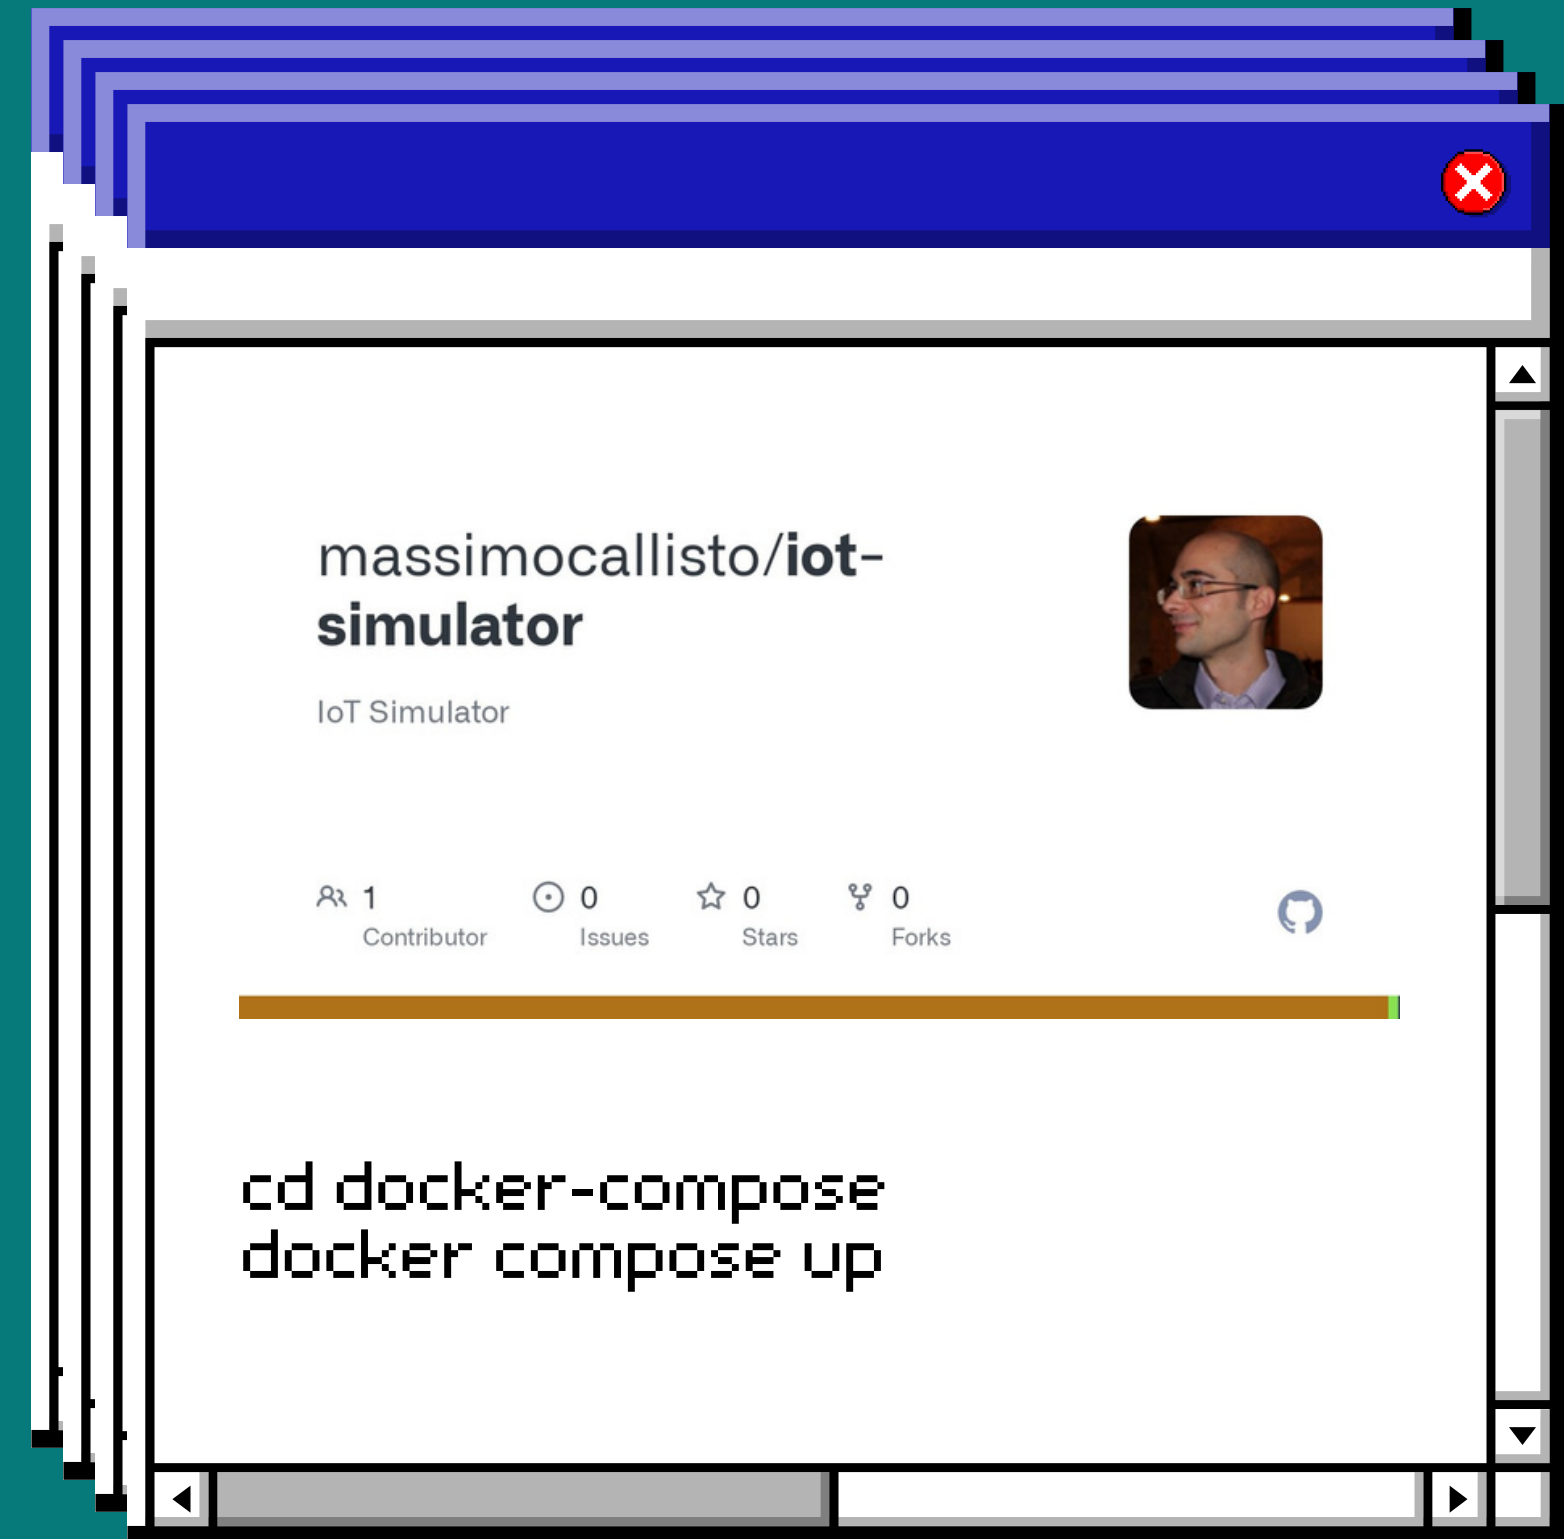 massimocallisto/iot-
simulator
IoT Simulator
1 0 0 0
Contributor Issues Stars Forks
cd docker-compose
docker compose up